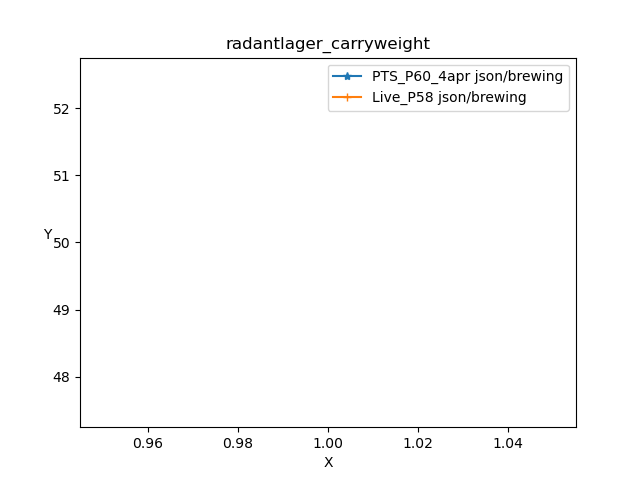 radantlager_carryweight
PTS_P60_4apr json/brewing
Live_P58 json/brewing
52
51
Y
50
49
48
0.96
0.98
1.00
1.02
1.04
X